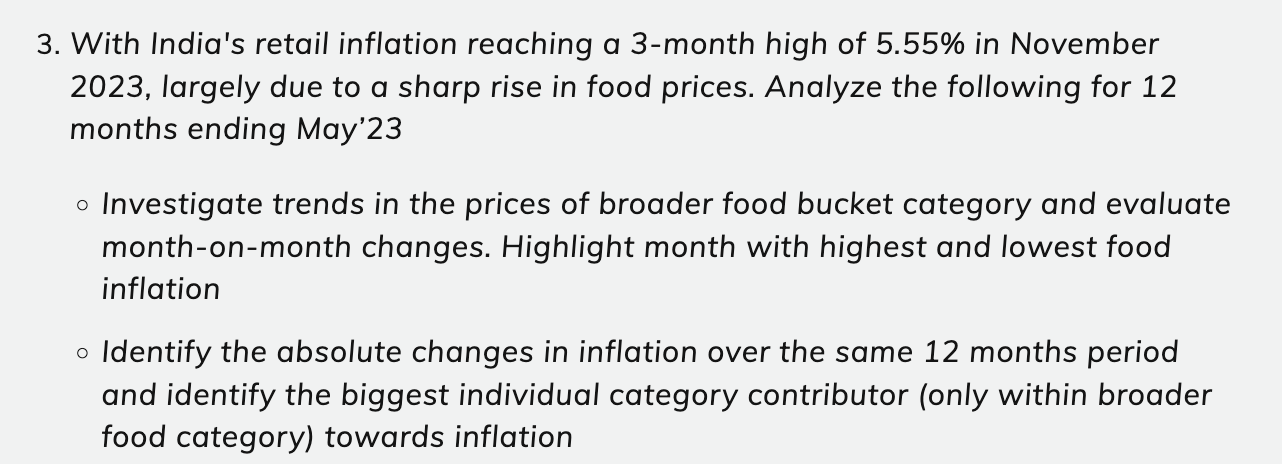 3. With India's retail inflation reaching a 3-month high of 5.55% in November
2023, largely due to a sharp rise in food prices. Analyze the following for 12
months ending May’23
○ Investigate trends in the prices of broader food bucket category and evaluate
month-on-month changes. Highlight month with highest and lowest food
inflation
○ Identify the absolute changes in inflation over the same 12 months period
and identify the biggest individual category contributor (only within broader
food category) towards inflation